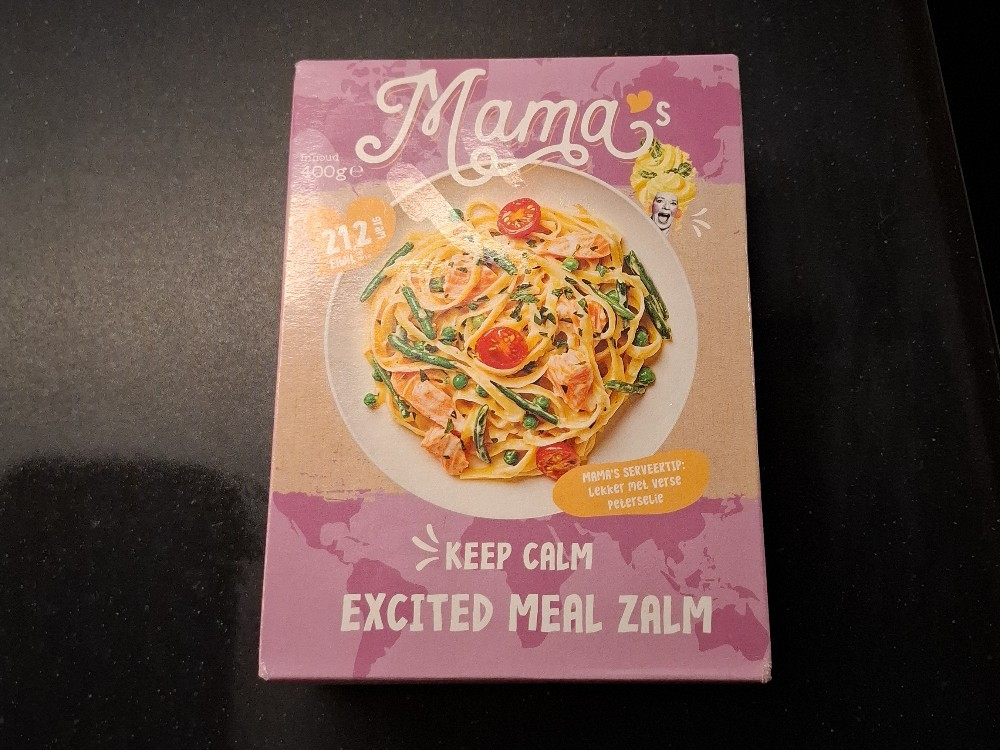 Mama's
inhoud
400g e
212
MAMA'S SERVEERTIP:
Lekker met verse
peterselie
KEEP CALM
EXCITED MEAL ZALM